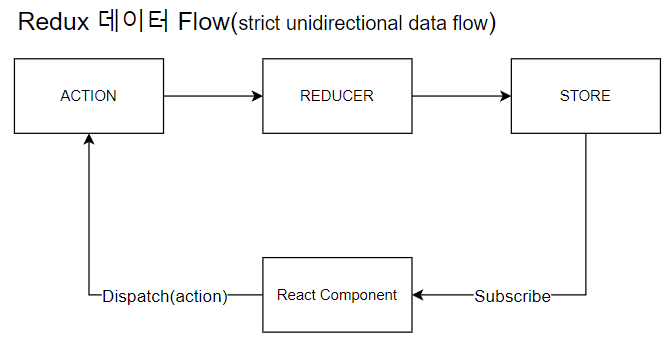 Redux 데이터 Flow(strict unidirectional data flow)
ACTION
REDUCER
STORE
Dispatch(action)
React Component
Subscribe